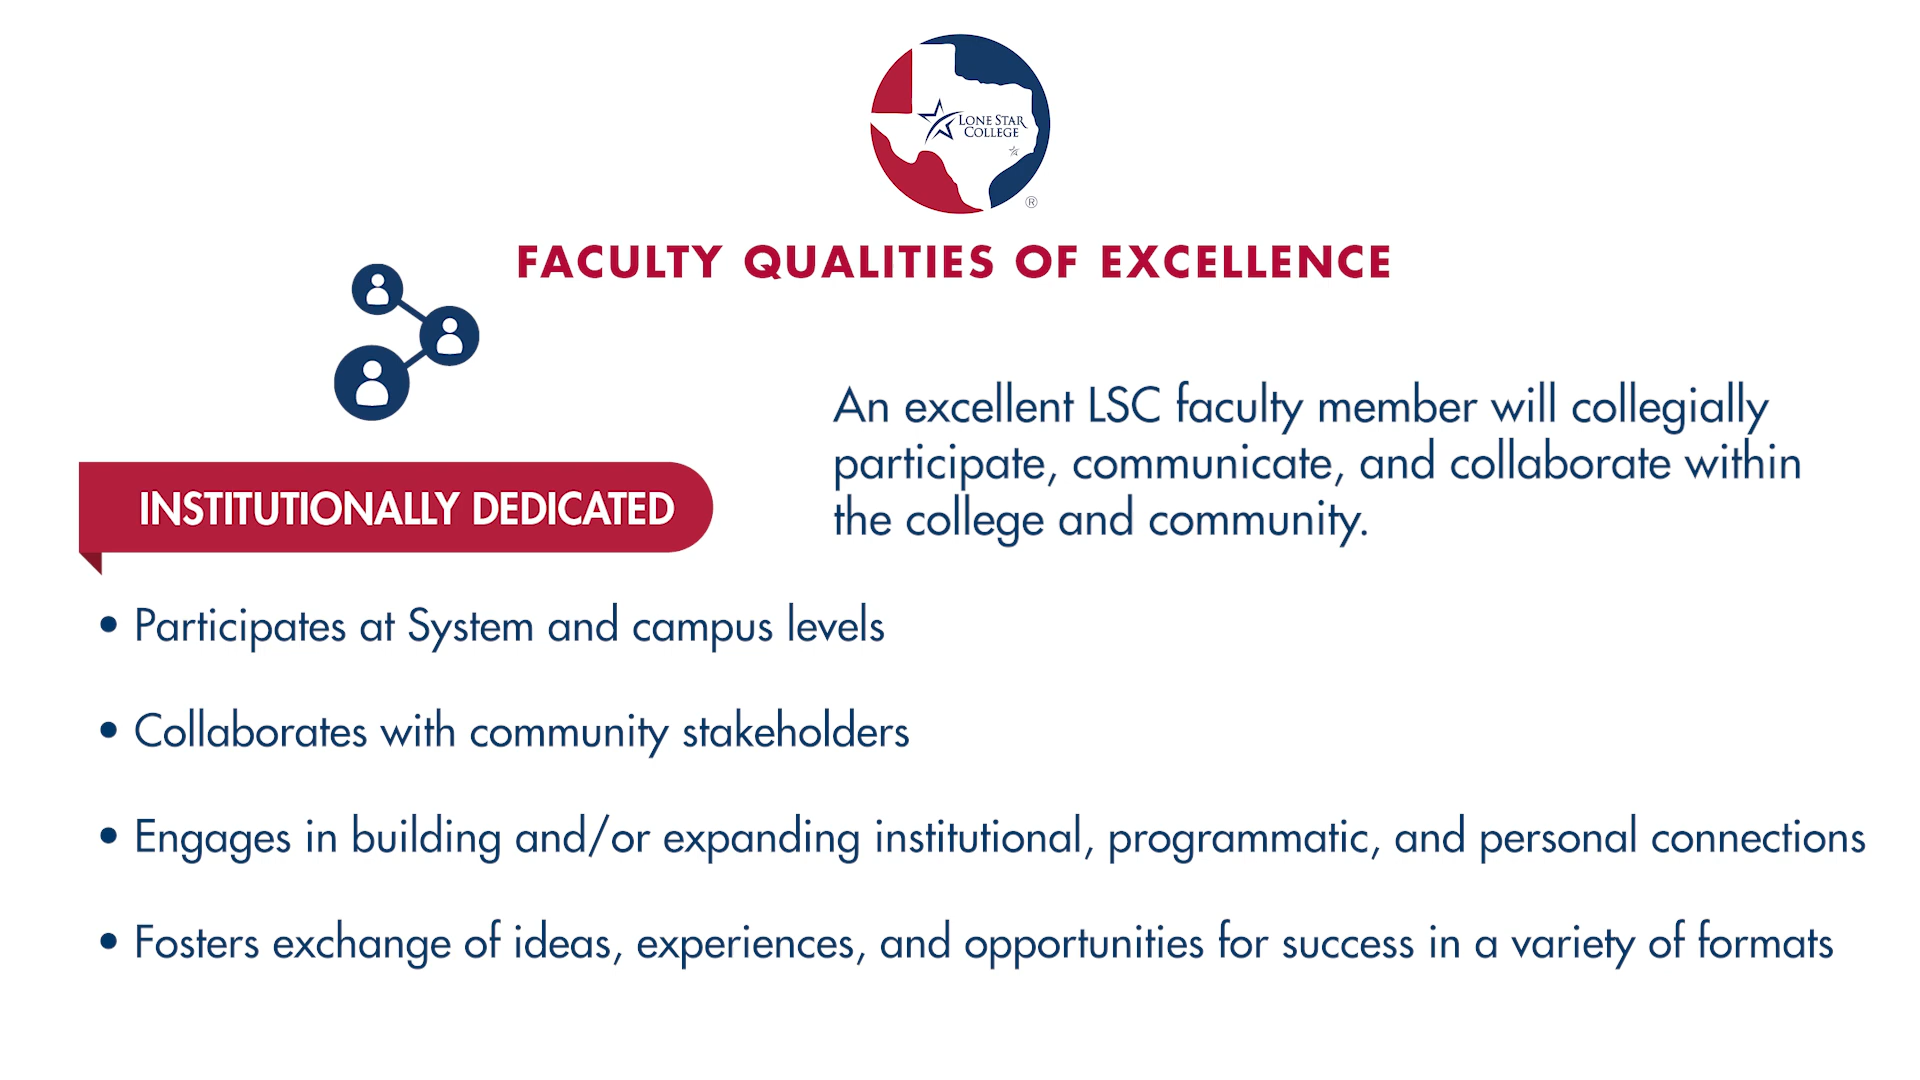 LONE STAR
COLLEGE
®
FACULTY QUALITIES OF EXCELLENCE
INSTITUTIONALLY DEDICATED
An excellent LSC faculty member will collegially
participate, communicate, and collaborate within
the college and community.
• Participates at System and campus levels
• Collaborates with community stakeholders
• Engages in building and/or expanding institutional, programmatic, and personal connections
• Fosters exchange of ideas, experiences, and opportunities for success in a variety of formats